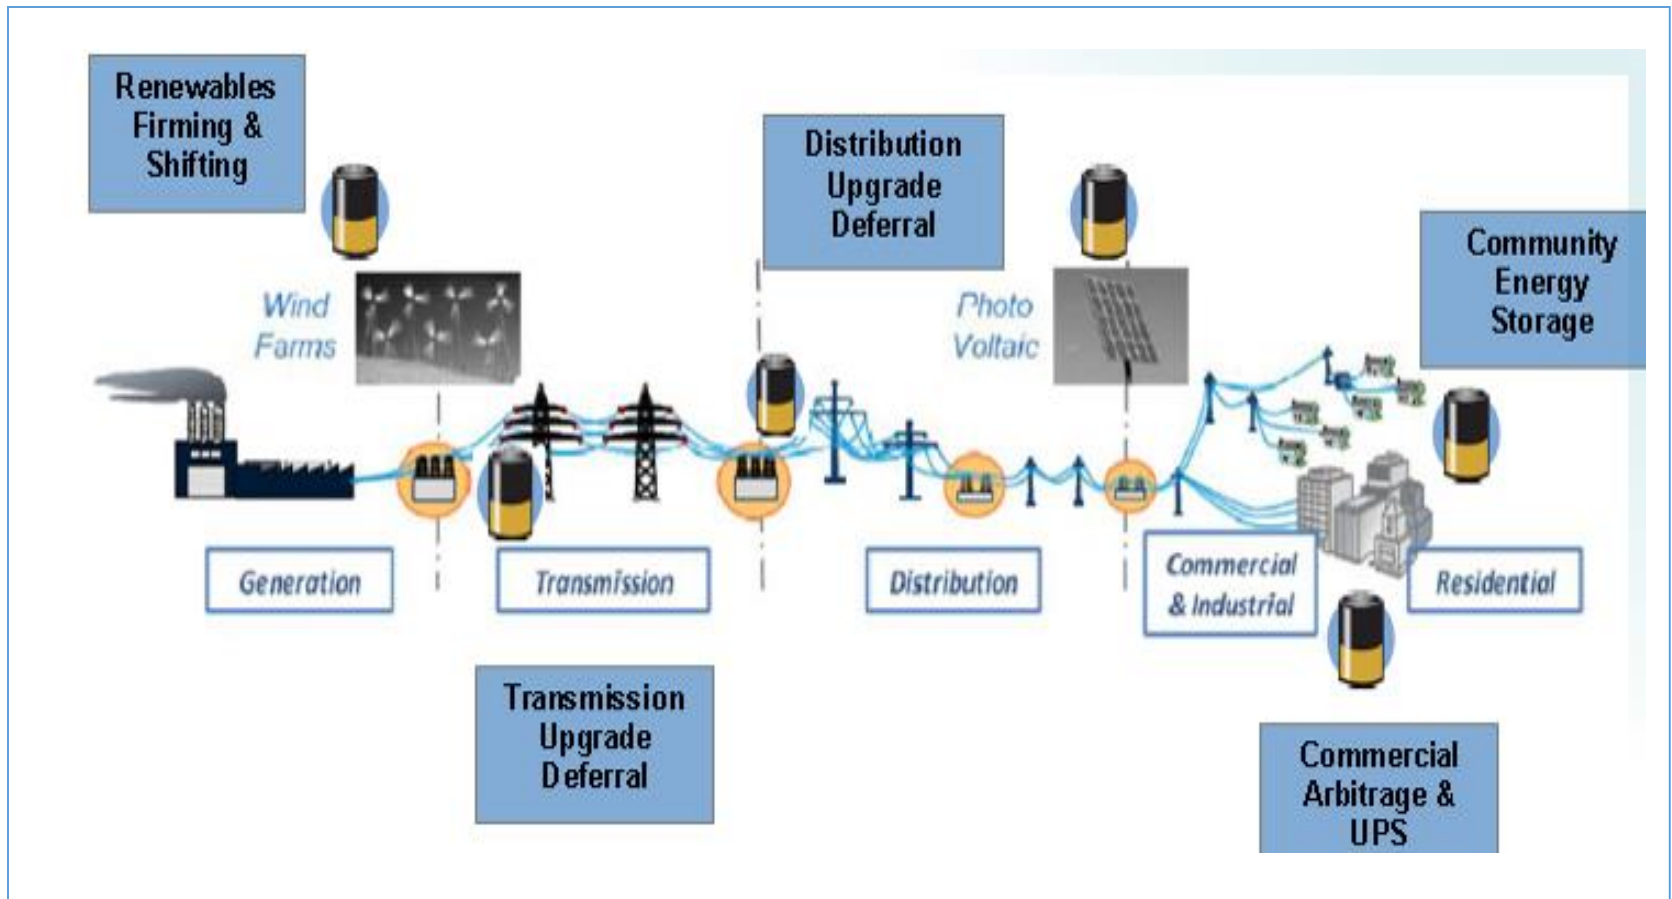 Renewables
Firming &
Shifting
Distribution
Upgrade
Deferral
Community
Energy
Storage
Wind
Farms
Photo
Voltaic
Generation
Transmission
Distribution
Commercial
& Industrial
Residential
Transmission
Upgrade
Deferral
Commercial
Arbitrage &
UPS